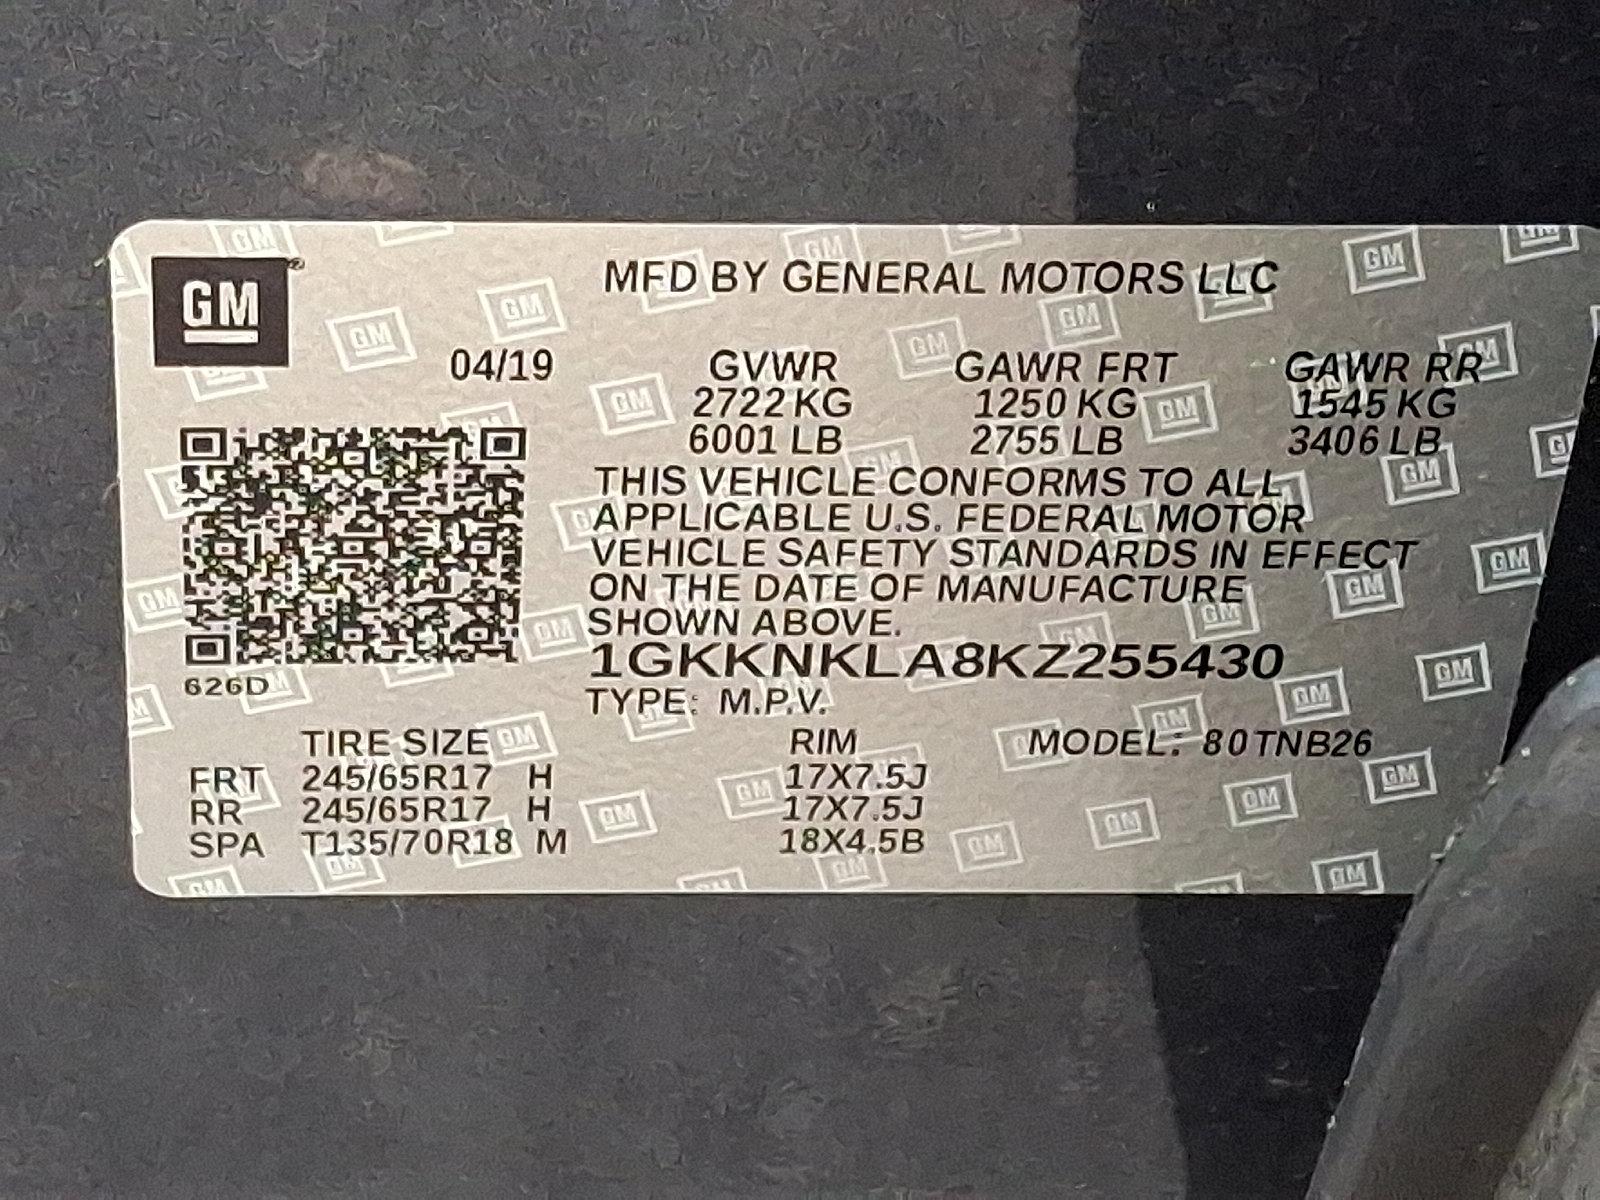 GM
MFD BY GENERAL MOTORS LLC
04/19 GVWR GAWR FRT GAWR RR
2722 KG 1250 KG 1545 KG
6001 LB 2755 LB 3406 LB
THIS VEHICLE CONFORMS TO ALL
APPLICABLE U.S. FEDERAL MOTOR
VEHICLE SAFETY STANDARDS IN EFFECT
ON THE DATE OF MANUFACTURE
SHOWN ABOVE.
1GKKNKLA8KZ255430
626D
TYPE: M.P.V.
TIRE SIZE RIM MODEL: 80TNB26
FRT 245/65R17 H 17X7.5J
RR 245/65R17 H 17X7.5J
SPA T135/70R18 M 18X4.5B